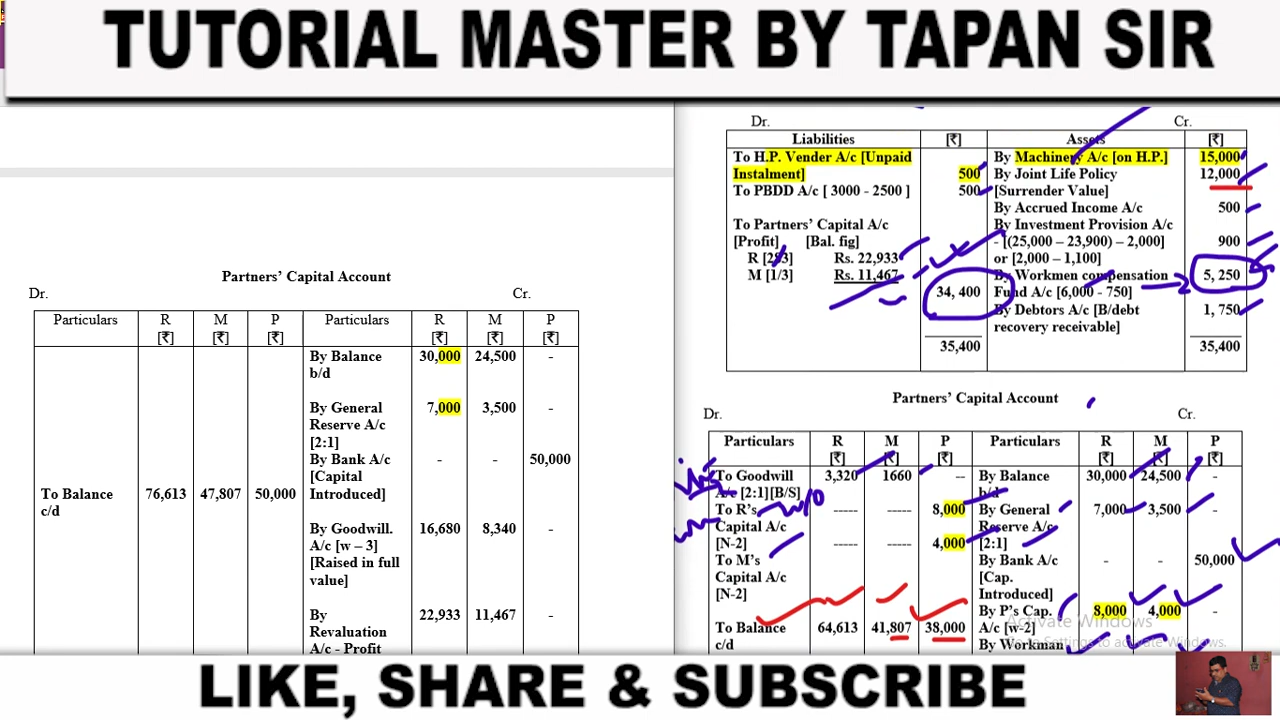 TUTORIAL MASTER BY TAPAN SIR
Partners' Capital Account
Dr. Cr.
Particulars R M P Particulars R M P
[₹] [₹] [₹] [₹] [₹] [₹]
By Balance 30,000 24,500 -
b/d
By General 7,000 3,500 -
Reserve A/c
[2:1]
By Bank A/c - - 50,000
[Capital
To Balance 76,613 47,807 50,000 Introduced]
c/d
By Goodwill. 16,680 8,340 -
A/c [w – 3]
[Raised in full
value]
By 22,933 11,467 -
Revaluation
A/c - Profit
Dr. Cr.
Liabilities [₹] Assets [₹]
To H.P. Vender A/c [Unpaid By Machinery A/c [on H.P.] 15,000
Instalment] 500 By Joint Life Policy 12,000
To PBDD A/c [ 3000 - 2500 ] 500 [Surrender Value]
By Accrued Income A/c 500
To Partners' Capital A/c By Investment Provision A/c
[Profit] [Bal. fig] - [(25,000 – 23,900) – 2,000] 900
R [2/3] Rs. 22,933 or [2,000 – 1,100]
M [1/3] Rs. 11,467 By Workmen compensation 5, 250
34, 400 Fund A/c [6,000 - 750]
By Debtors A/c [B/debt 1, 750
recovery receivable]
35,400 35,400
Partners' Capital Account
Dr. Cr.
Particulars R M P Particulars R M P
[₹] [₹] [₹] [₹] [₹] [₹]
To Goodwill 3,320 1660 -- By Balance 30,000 24,500 -
A/c [2:1][B/S] b/d
To R's w/o ----- ----- 8,000 By General 7,000 3,500 -
Capital A/c Reserve A/c
[N-2] ----- ----- 4,000 [2:1]
To M's By Bank A/c - - 50,000
Capital A/c [Cap.
[N-2] Introduced]
By P's Cap. 8,000 4,000 -
To Balance 64,613 41,807 38,000 A/c [w-2]
c/d By Workman
Activate Windows
Go to Settings to activate Windows.
LIKE, SHARE & SUBSCRIBE